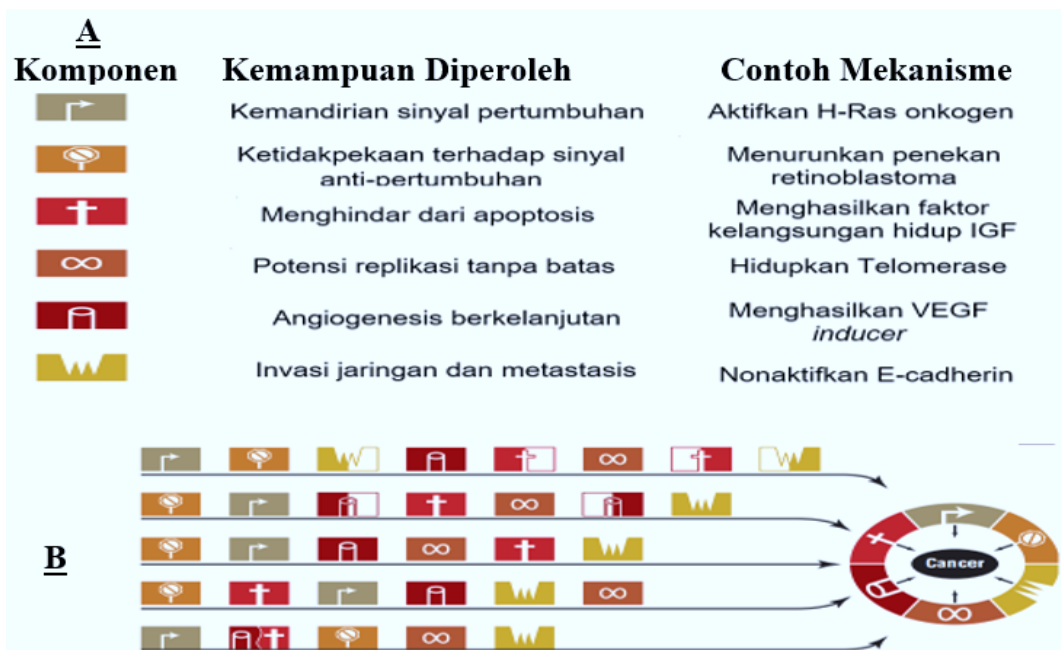 A
Komponen Kemampuan Diperoleh Contoh Mekanisme
Kemandirian sinyal pertumbuhan Aktifkan H-Ras onkogen
Ketidakpekaan terhadap sinyal
anti-pertumbuhan
Menurunkan penekan
retinoblastoma
Menghindar dari apoptosis
Menghasilkan faktor
kelangsungan hidup IGF
Potensi replikasi tanpa batas Hidupkan Telomerase
Angiogenesis berkelanjutan
Menghasilkan VEGF
inducer
Invasi jaringan dan metastasis Nonaktifkan E-cadherin
B
Cancer